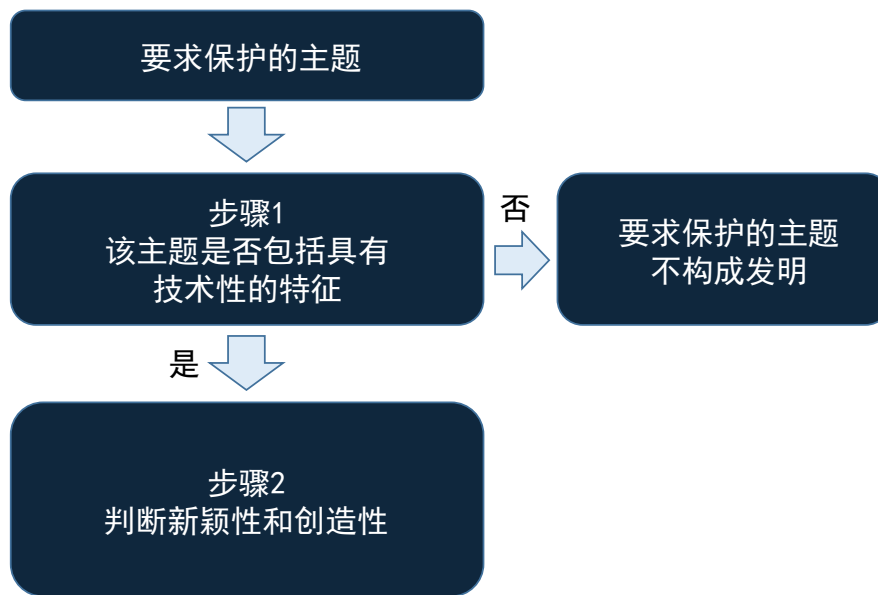 要求保护的主题
步骤1
该主题是否包括具有
技术性的特征
否
要求保护的主题
不构成发明
是
步骤2
判断新颖性和创造性